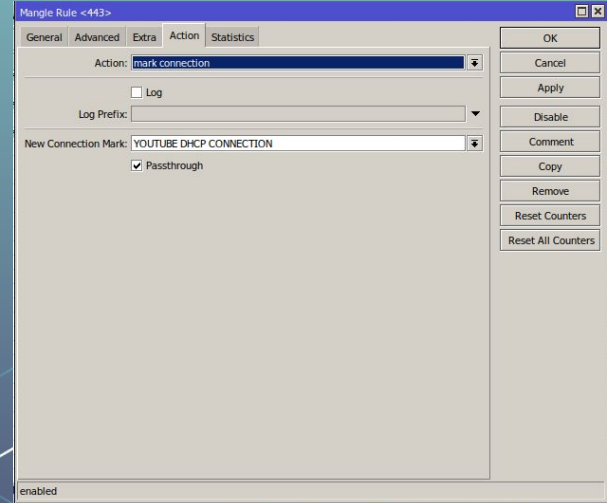 Mangle Rule <443>
General Advanced Extra Action Statistics
Action: mark connection
Log
Log Prefix:
New Connection Mark: YOUTUBE DHCP CONNECTION
Passthrough
OK
Cancel
Apply
Disable
Comment
Copy
Remove
Reset Counters
Reset All Counters
enabled